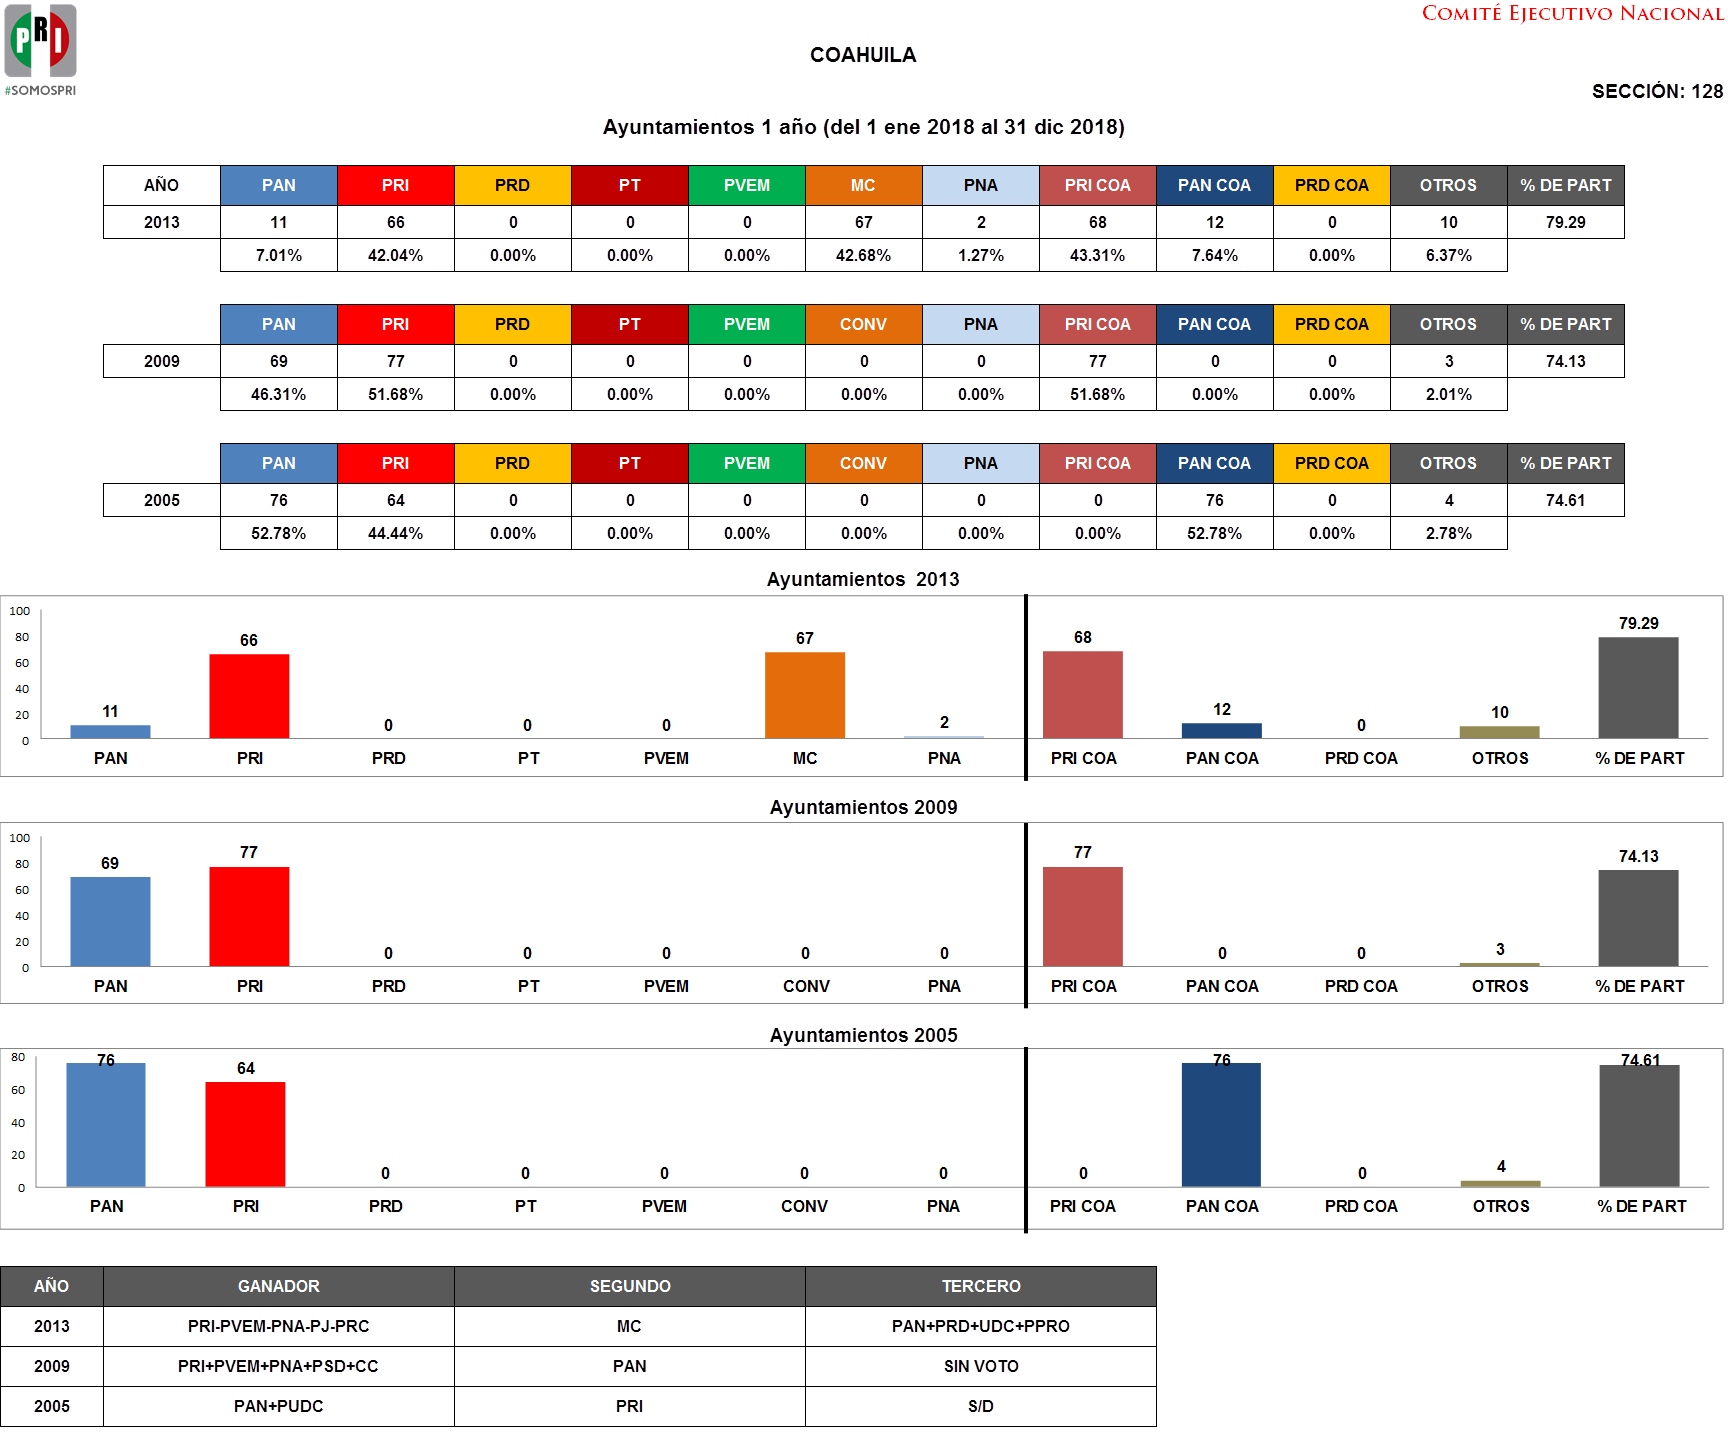 COMITÉ EJECUTIVO NACIONAL
PRI
#SOMOSPRI
COAHUILA
SECCIÓN: 128
Ayuntamientos 1 año (del 1 ene 2018 al 31 dic 2018)
AÑO PAN PRI PRD PT PVEM MC PNA PRI COA PAN COA PRD COA OTROS % DE PART
2013 11 66 0 0 0 67 2 68 12 0 10 79.29
7.01% 42.04% 0.00% 0.00% 0.00% 42.68% 1.27% 43.31% 7.64% 0.00% 6.37%
PAN PRI PRD PT PVEM CONV PNA PRI COA PAN COA PRD COA OTROS % DE PART
2009 69 77 0 0 0 0 0 77 0 0 3 74.13
46.31% 51.68% 0.00% 0.00% 0.00% 0.00% 0.00% 51.68% 0.00% 0.00% 2.01%
PAN PRI PRD PT PVEM CONV PNA PRI COA PAN COA PRD COA OTROS % DE PART
2005 76 64 0 0 0 0 0 0 76 0 4 74.61
52.78% 44.44% 0.00% 0.00% 0.00% 0.00% 0.00% 0.00% 52.78% 0.00% 2.78%
Ayuntamientos 2013
100
80
60
40
20
0
11 66 0 0 0 67 2 68 12 0 10 79.29
PAN PRI PRD PT PVEM MC PNA PRI COA PAN COA PRD COA OTROS % DE PART
Ayuntamientos 2009
100
80
60
40
20
0
69 77 0 0 0 0 0 77 0 0 3 74.13
PAN PRI PRD PT PVEM CONV PNA PRI COA PAN COA PRD COA OTROS % DE PART
Ayuntamientos 2005
80
60
40
20
0
76 64 0 0 0 0 0 0 76 0 4 74.61
PAN PRI PRD PT PVEM CONV PNA PRI COA PAN COA PRD COA OTROS % DE PART
AÑO GANADOR SEGUNDO TERCERO
2013 PRI-PVEM-PNA-PJ-PRC MC PAN+PRD+UDC+PPRO
2009 PRI+PVEM+PNA+PSD+CC PAN SIN VOTO
2005 PAN+PUDC PRI S/D